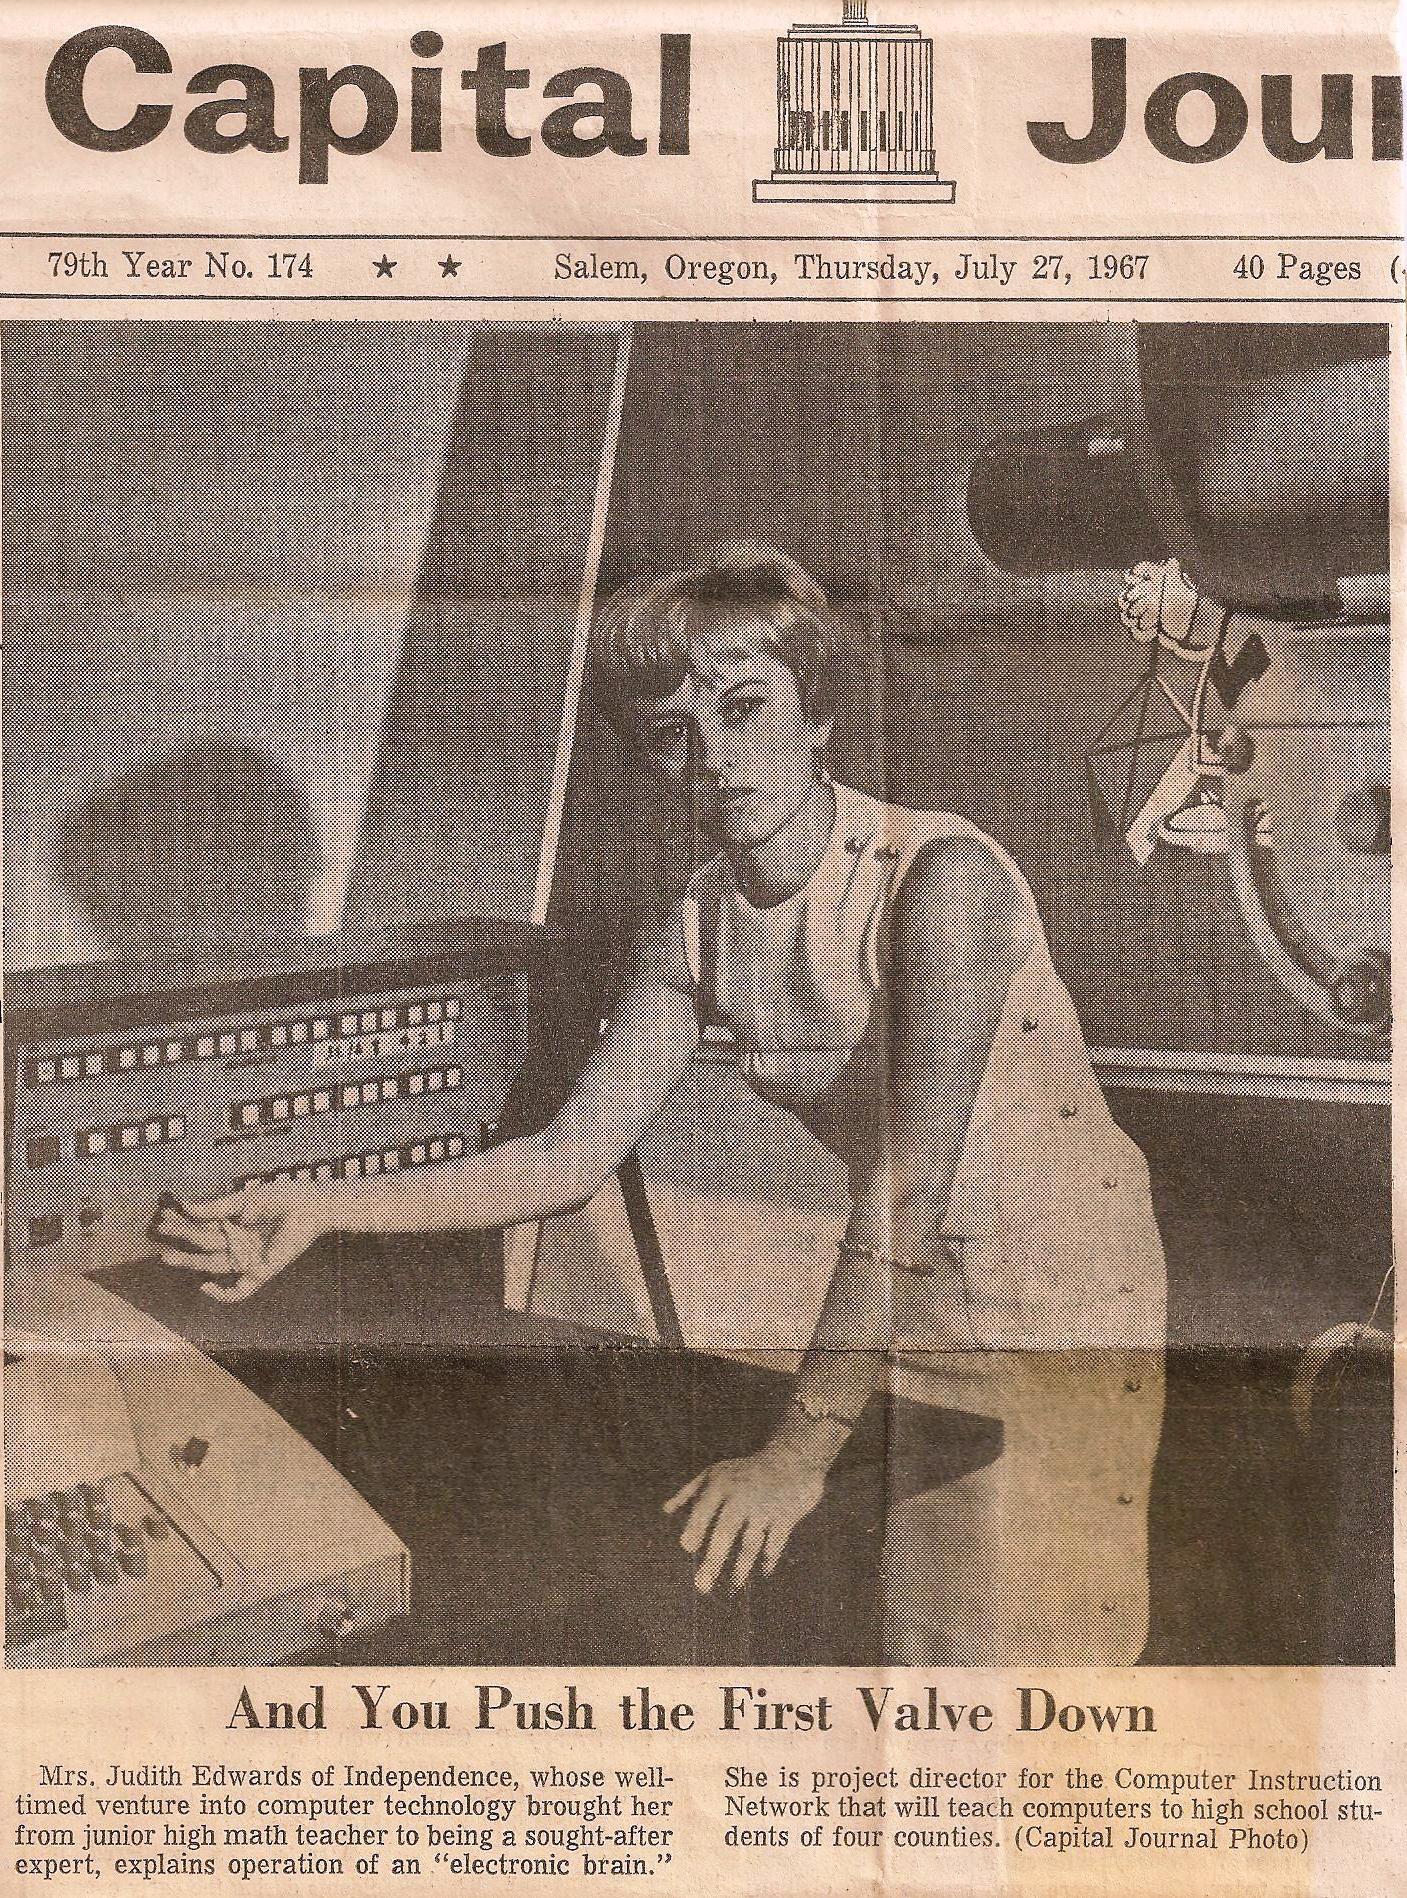 Capital Jour
79th Year No. 174 ★ ★ Salem, Oregon, Thursday, July 27, 1967 40 Pages (
And You Push the First Valve Down
Mrs. Judith Edwards of Independence, whose well-
timed venture into computer technology brought her
from junior high math teacher to being a sought-after
expert, explains operation of an "electronic brain."
She is project director for the Computer Instruction
Network that will teach computers to high school stu-
dents of four counties. (Capital Journal Photo)